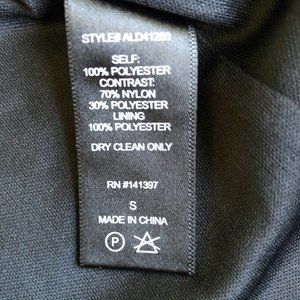 STYLE# ALD41280
SELF:
100% POLYESTER
CONTRAST:
70% NYLON
30% POLYESTER
LINING
100% POLYESTER
DRY CLEAN ONLY
RN #141397
S
MADE IN CHINA
P